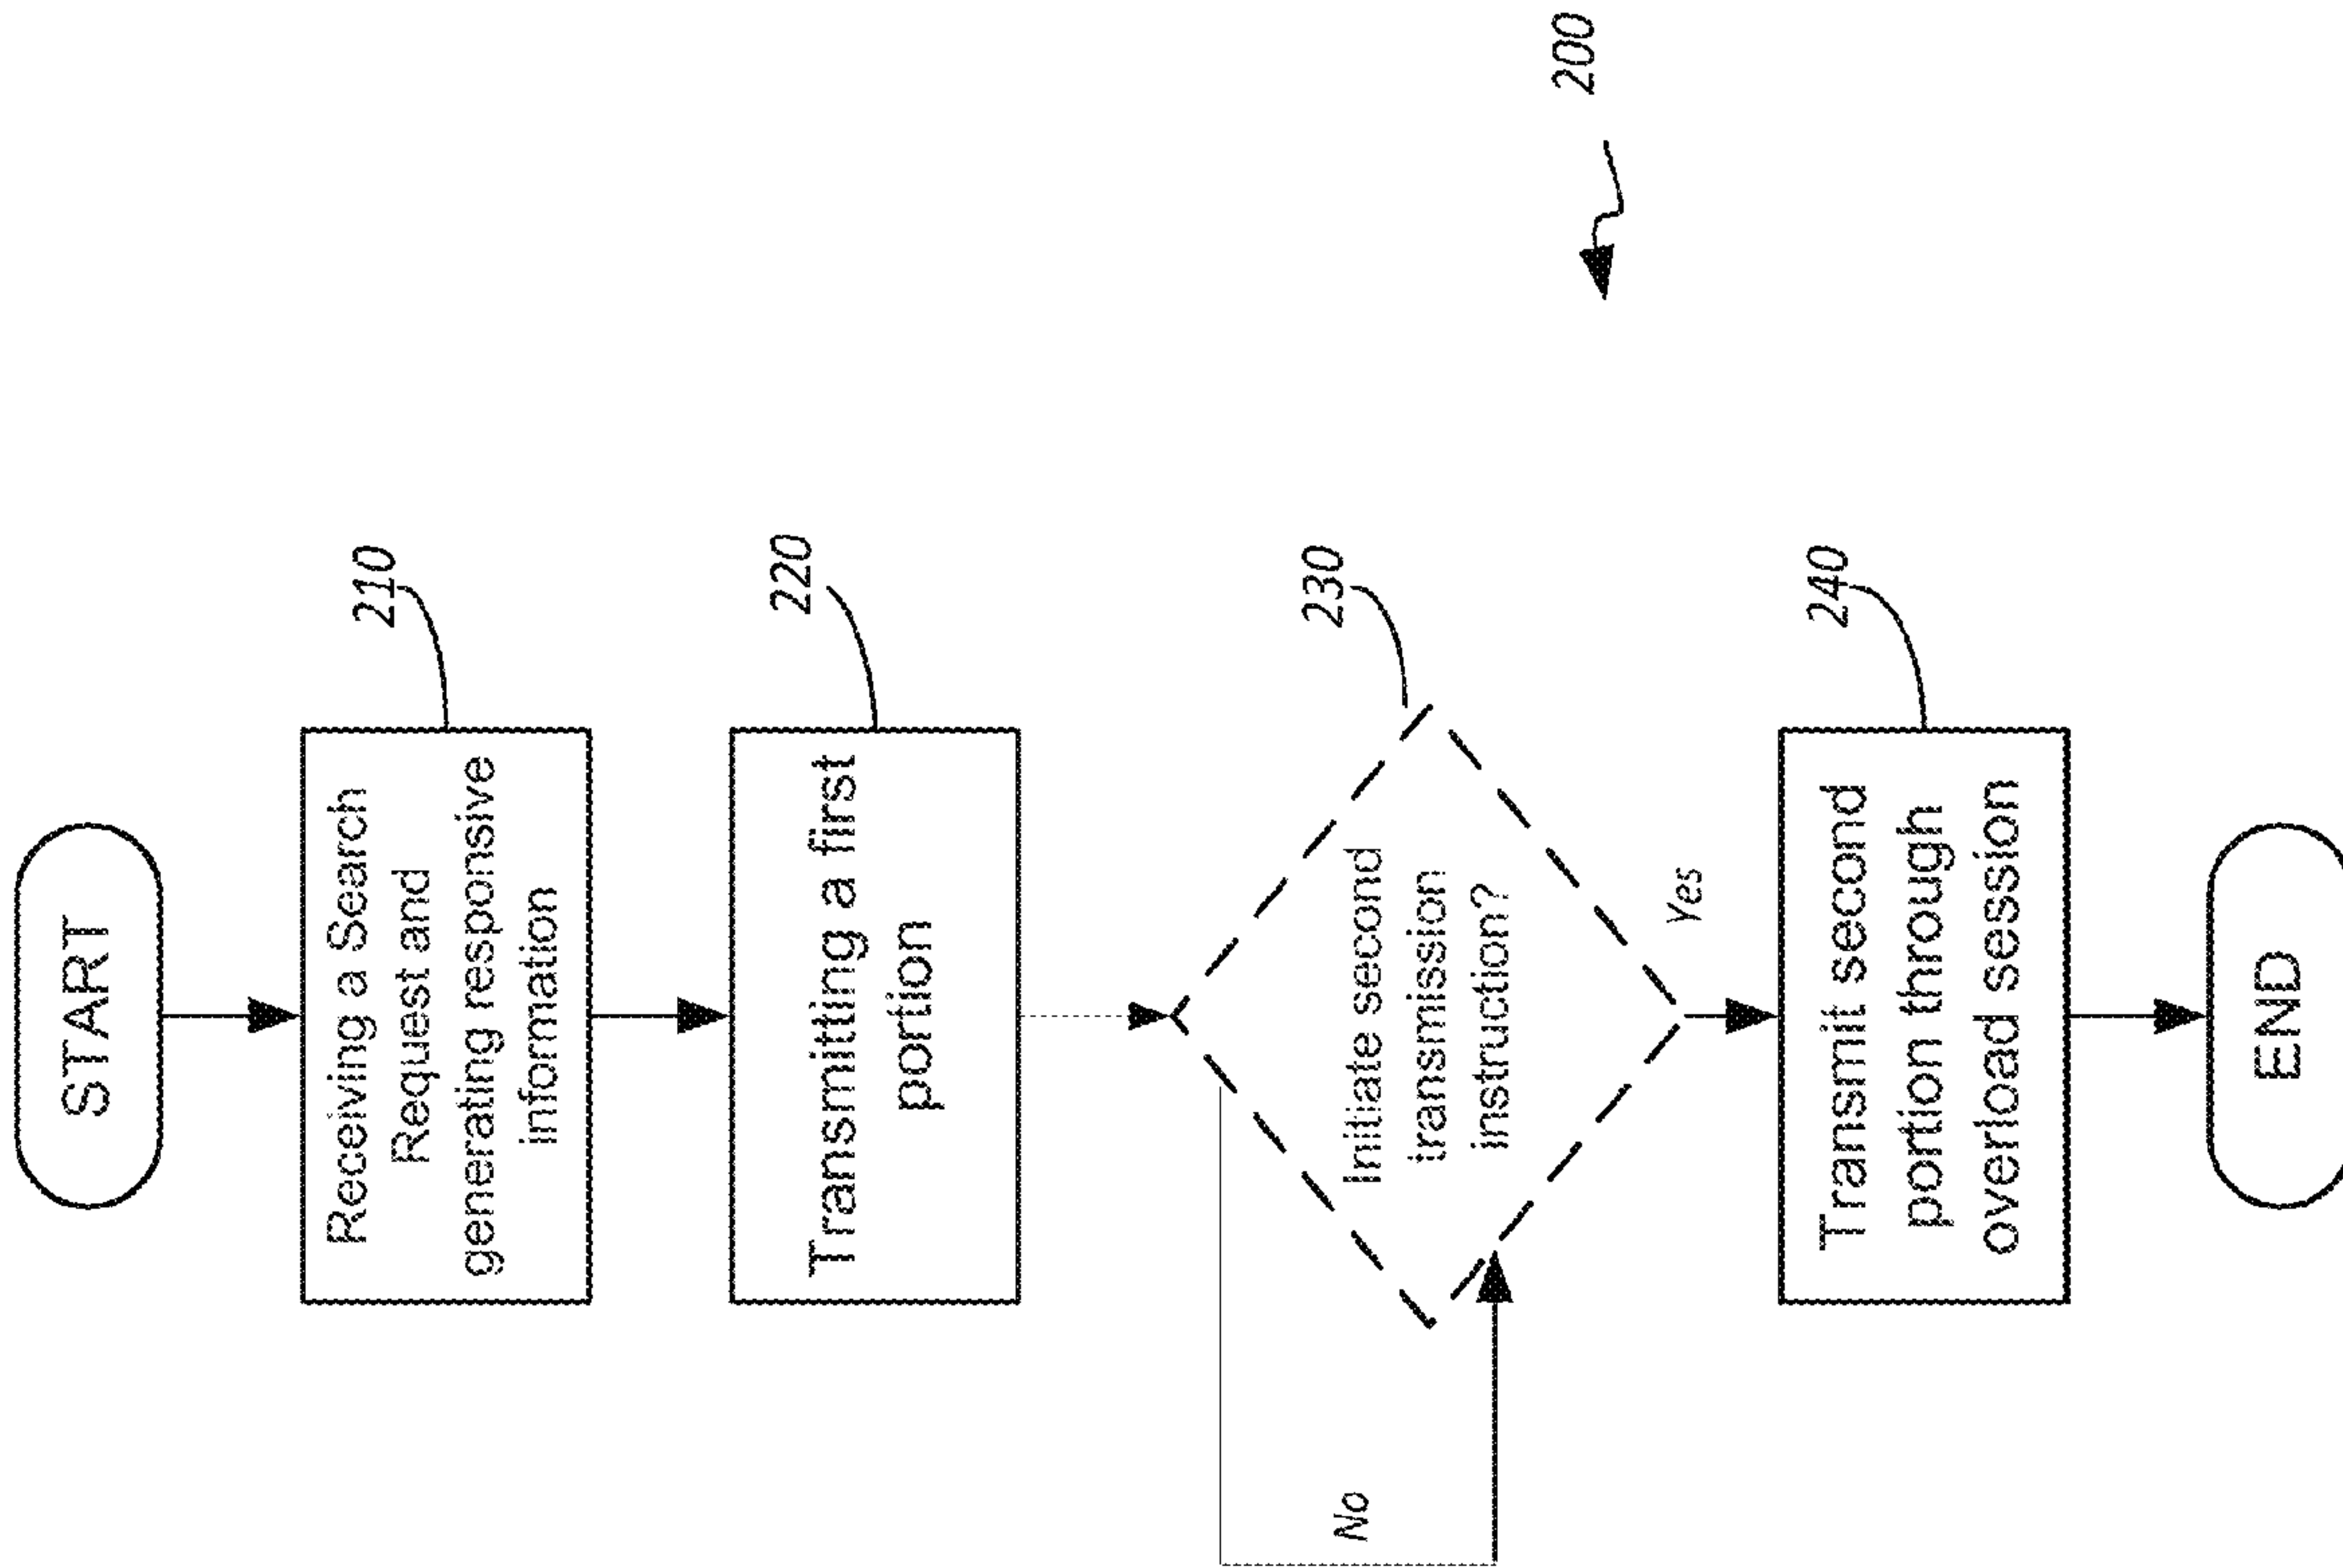 START
Receiving a Search
Request and
generating responsive
information
210
Transmitting a first
portion
220
Initiate second
transmission
instruction?
230
No
Yes
Transmit second
portion through
overload session
240
END
200